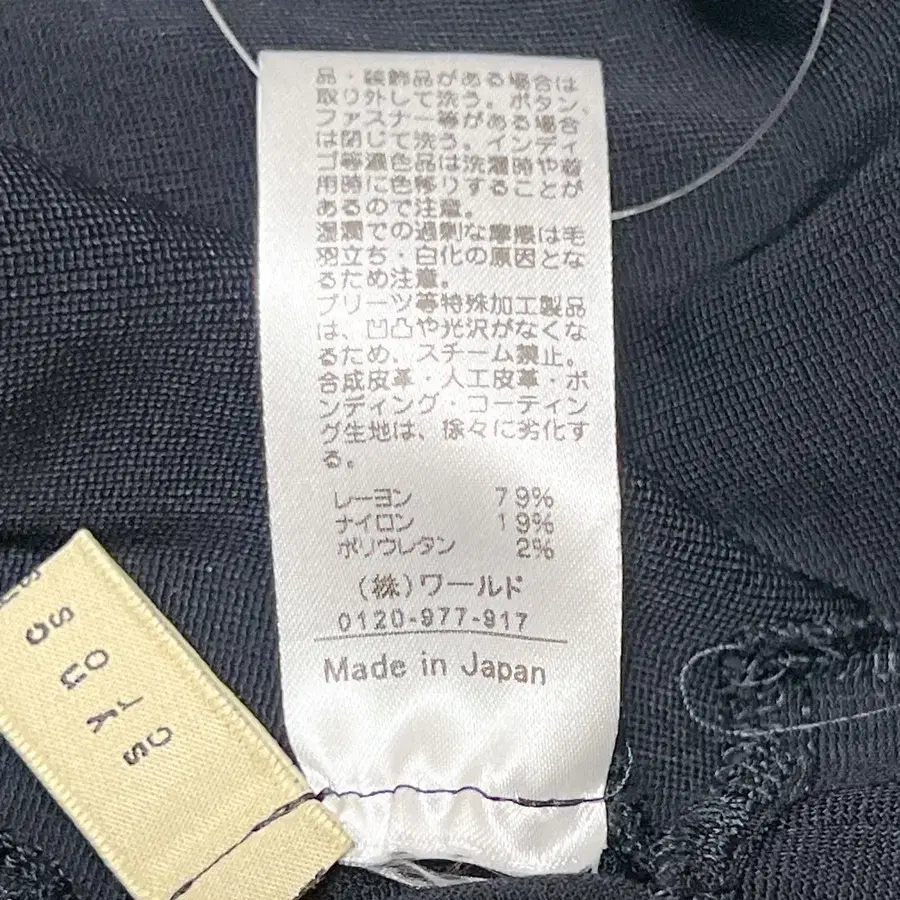 品・装飾品がある場合は
取り外して洗う。ボタン、
ファスナー等がある場合
は閉じて洗う。インディ
ゴ等濃色品は洗濯時や着
用時に色移りすることが
あるので注意。
湿潤での過剰な摩擦は毛
羽立ち・白化の原因とな
るため注意。
プリーツ等特殊加工製品
は、凹凸や光沢がなくな
るため、スチーム禁止。
合成皮革・人工皮革・ボ
ンディング・コーティン
グ生地は、徐々に劣化す
る。
レーヨン 79%
ナイロン 19%
ポリウレタン 2%
(株)ワールド
0120-977-917
Made in Japan